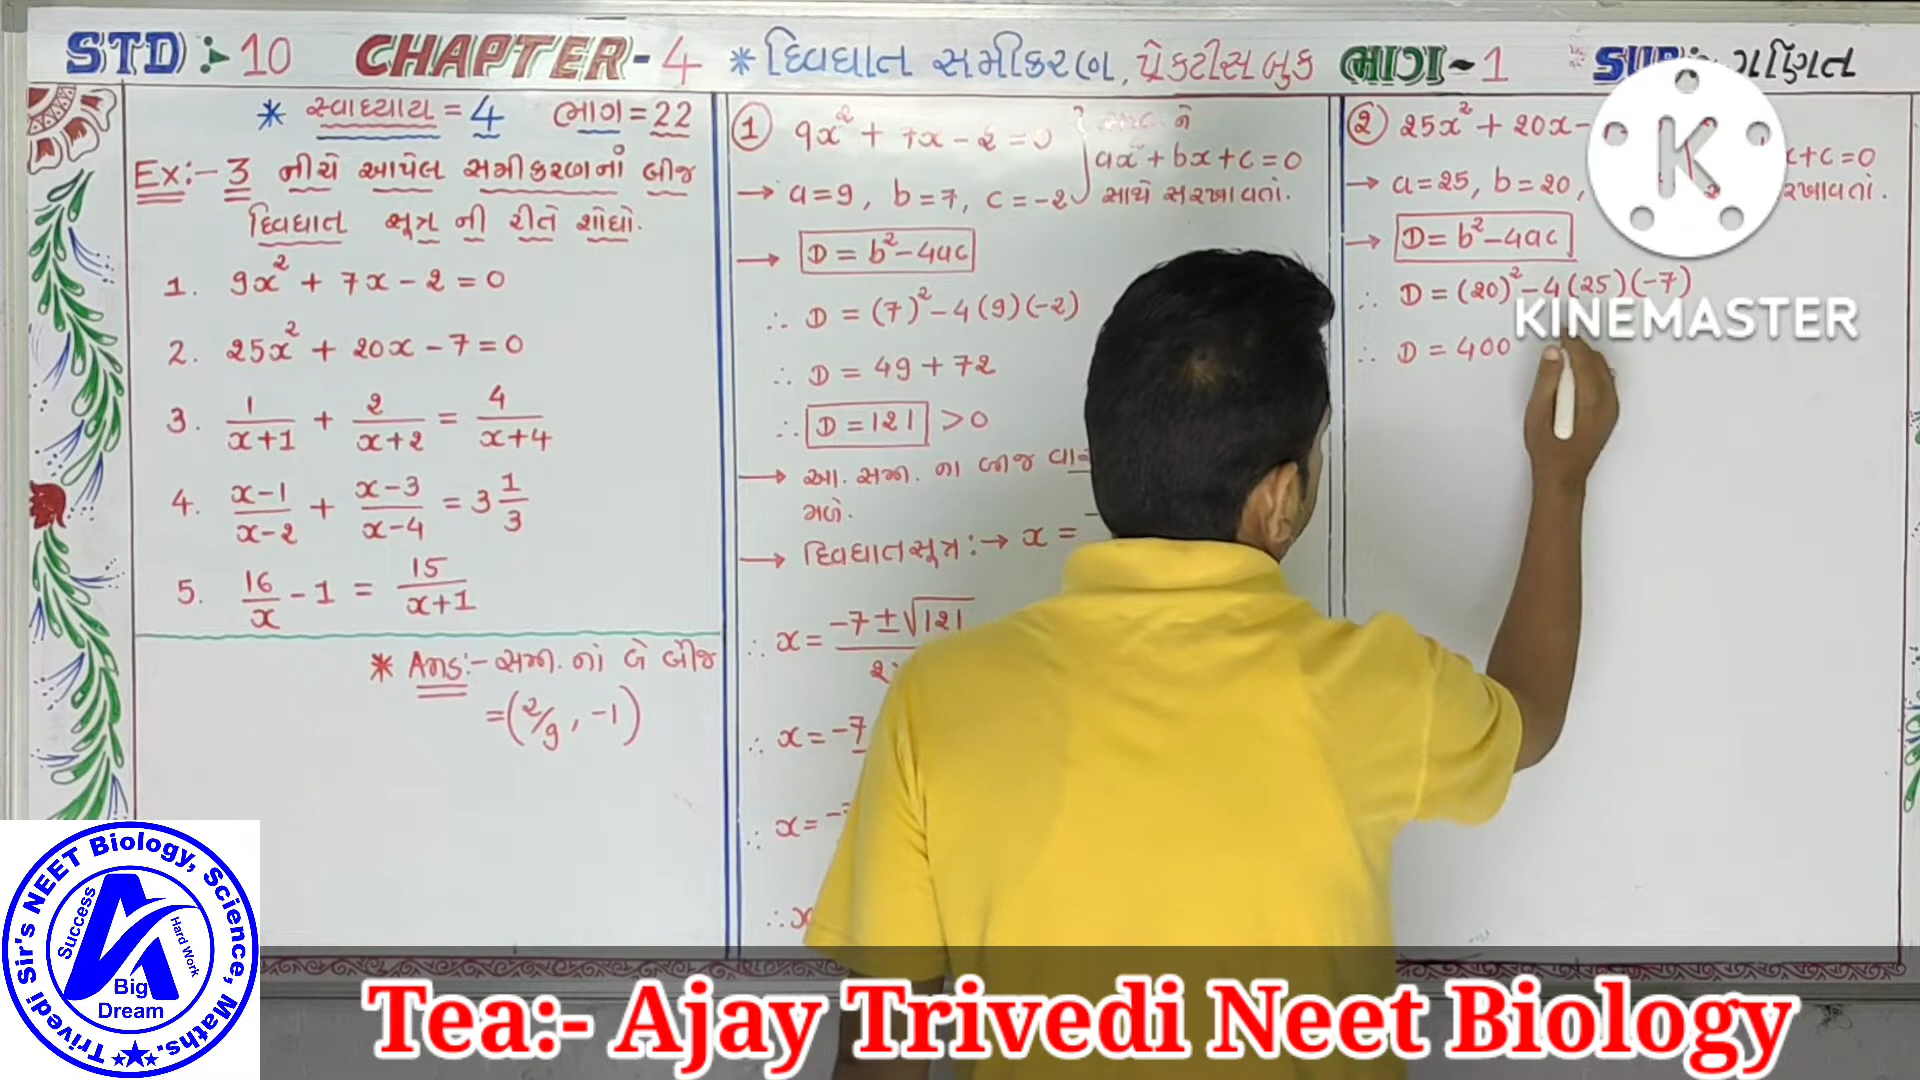 STD :- 10 CHAPTER - 4 * દ્વિઘાત સમીકરણ, પ્રેક્ટીસ બુક ભાગ - 1 * SUB ગણિત
* સ્વાધ્યાય = 4 ભાગ = 22
Ex:- 3 નીચે આપેલ સમીકરણનાં બીજ
દ્વિઘાત સૂત્ર ની રીતે શોધો.
1. 9x² + 7x - 2 = 0
2. 25x² + 20x - 7 = 0
3. 1/(x+1) + 2/(x+2) = 4/(x+4)
4. (x-1)/(x-2) + (x-3)/(x-4) = 3 1/3
5. 16/x - 1 = 15/(x+1)
* Ans:- સમી. નાં બે બીજ
= (2/9, -1)
① 9x² + 7x - 2 = 0
ને
ax² + bx + c = 0
→ a = 9, b = 7, c = -2 સાથે સરખાવતાં.
→ D = b² - 4ac
∴ D = (7)² - 4(9)(-2)
∴ D = 49 + 72
∴ D = 121 > 0
→ આ. સમી. ના બીજ
મળે.
→ દ્વિઘાત સૂત્ર :→ x = -
∴ x = -7 ± √121
2
∴ x = -7
∴ x = -
∴ x
② 25x² + 20x -
x + c = 0
→ a = 25, b = 20, રખાવતાં.
→ D = b² - 4ac
∴ D = (20)² - 4(25)(-7)
∴ D = 400
K
KINEMASTER
Trivedi Sir's NEET Biology, Science, Maths.
Success
Hard Work
Big
Dream
Tea:- Ajay Trivedi Neet Biology